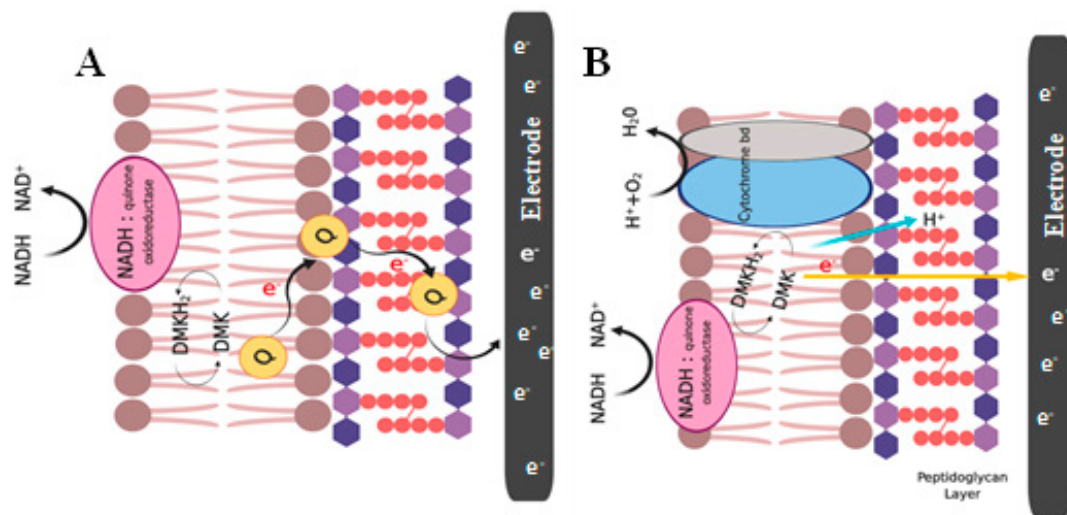 A
NAD⁺
NADH
NADH : quinone
oxidoreductase
DMKH₂
DMK
Q
e⁻
Q
e⁻
Q
e⁻
e⁻
Electrode
e⁻
e⁻
e⁻
e⁻
e⁻
e⁻
B
H₂0
H⁺+O₂
Cytochrome bd
NAD⁺
NADH
NADH : quinone
oxidoreductase
DMKH₂
DMK
e⁻
H⁺
Peptidoglycan
Layer
e⁻
Electrode
e⁻
e⁻
e⁻
e⁻